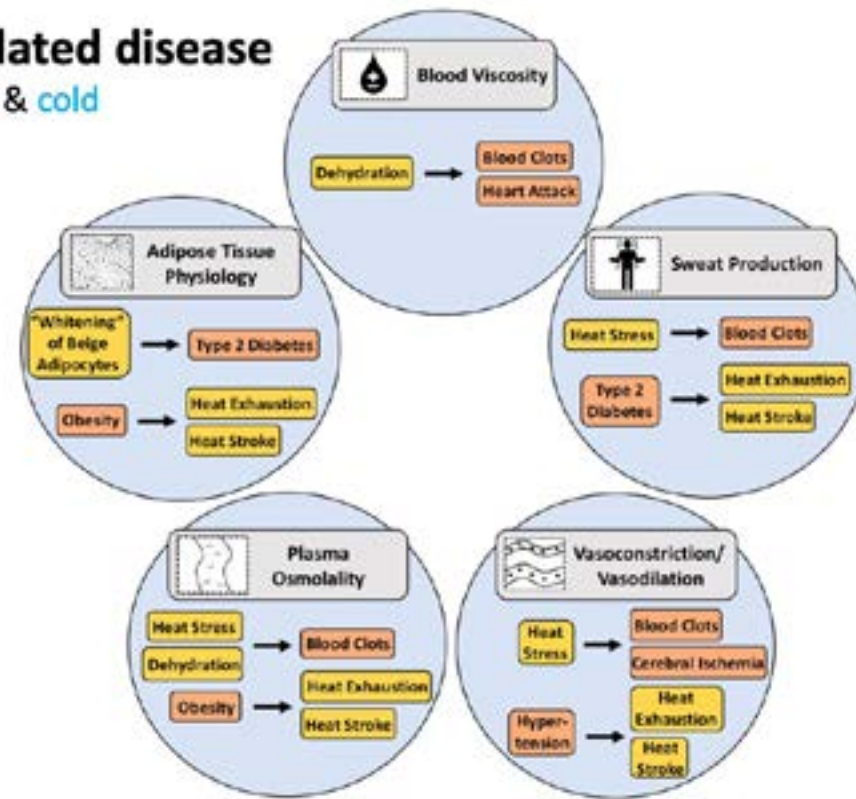 lated disease
& cold
Blood Viscosity
Dehydration
Blood Clots
Heart Attack
Adipose Tissue
Physiology
"Whitening"
of Beige
Adipocytes
Type 2 Diabetes
Obesity
Heat Exhaustion
Heat Stroke
Sweat Production
Heat Stress
Blood Clots
Type 2
Diabetes
Heat Exhaustion
Heat Stroke
Plasma
Osmolality
Heat Stress
Dehydration
Blood Clots
Obesity
Heat Exhaustion
Heat Stroke
Vasoconstriction/
Vasodilation
Heat
Stress
Blood Clots
Cerebral Ischemia
Hyper-
tension
Heat
Exhaustion
Heat
Stroke